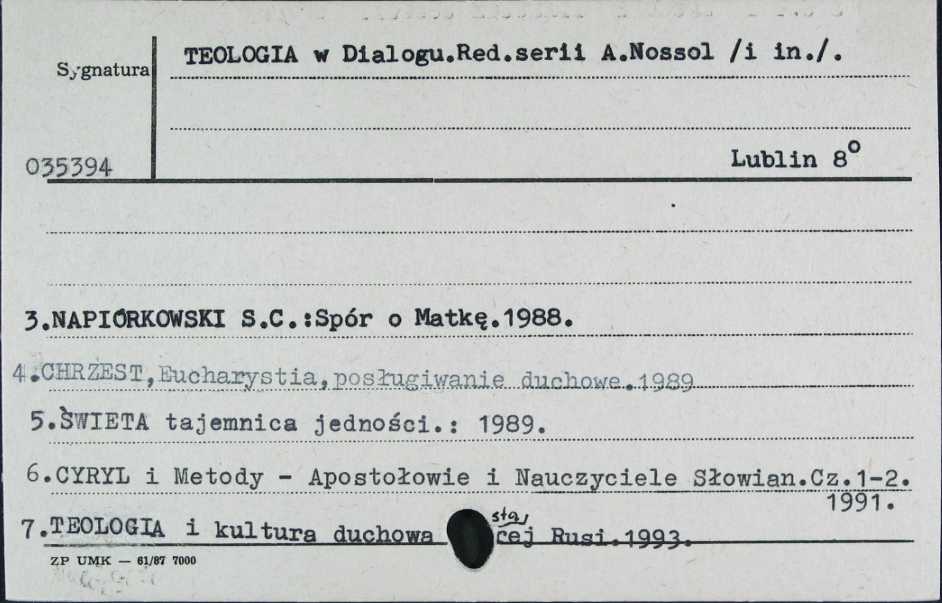 TEOLOGIA w Dialogu.Red.serii A.Nossol /i in./.
Sygnatura
035394
Lublin 8°
3.NAPIÓRKOWSKI S.C.:Spór o Matkę.1988.
4.CHRZEST,Eucharystia,posługiwanie duchowe.1989
5.ŚWIETA tajemnica jedności.: 1989.
6.CYRYL i Metody - Apostołowie i Nauczyciele Słowian.Cz.1-2.
1991.
7.TEOLOGIA i kultura duchowa starej Rusi.1993.
ZP UMK — 61/87 7000